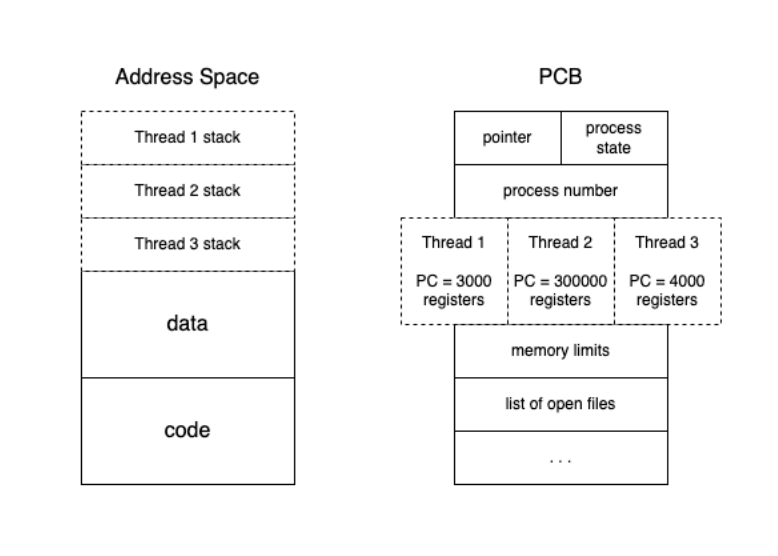 Address Space
Thread 1 stack
Thread 2 stack
Thread 3 stack
data
code
PCB
pointer
process
state
process number
Thread 1
PC = 3000
registers
Thread 2
PC = 300000
registers
Thread 3
PC = 4000
registers
memory limits
list of open files
. . .